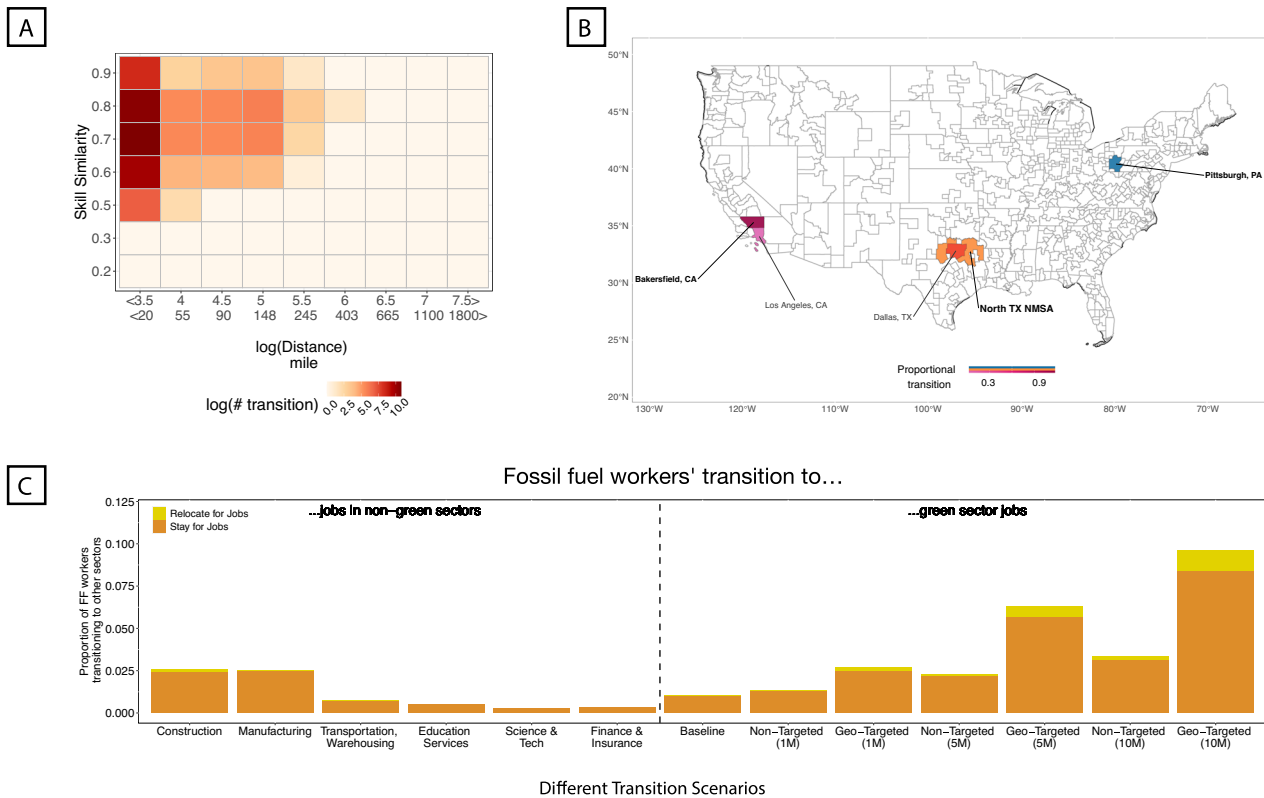 A
0.9
0.8
0.7
0.6
0.5
0.3
0.2
Skill Similarity
<3.5 4 4.5 5 5.5 6 6.5 7 7.5>
<20 55 90 148 245 403 665 1100 1800>
log(Distance)
mile
log(# transition)
0.0 2.5 5.0 7.5 10.0
B
50°N
45°N
40°N
35°N
30°N
25°N
20°N
Pittsburgh, PA
Bakersfield, CA
Los Angeles, CA
Dallas, TX
North TX NMSA
Proportional
transition
0.3 0.9
130°W 120°W 110°W 100°W 90°W 80°W 70°W
C
Fossil fuel workers' transition to…
...jobs in non−green sectors
...green sector jobs
Relocate for Jobs
Stay for Jobs
Proportion of FF workers
transitioning to other sectors
0.125
0.100
0.075
0.050
0.025
0.000
Construction
Manufacturing
Transportation,
Warehousing
Education
Services
Science &
Tech
Finance &
Insurance
Baseline
Non−Targeted
(1M)
Geo−Targeted
(1M)
Non−Targeted
(5M)
Geo−Targeted
(5M)
Non−Targeted
(10M)
Geo−Targeted
(10M)
Different Transition Scenarios